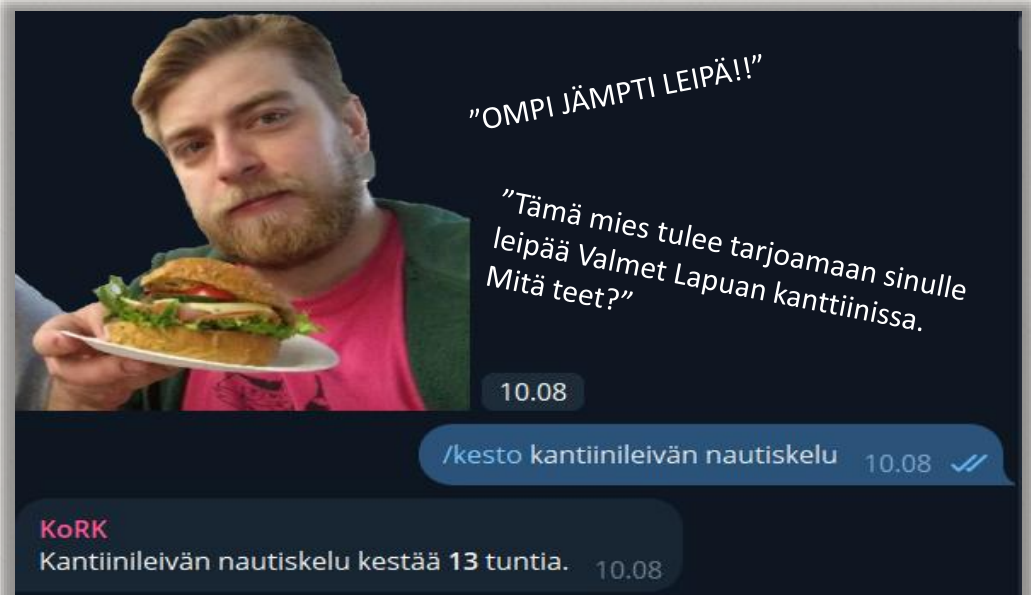 ”OMPI JÄMPTI LEIPÄ!!”
”Tämä mies tulee tarjoamaan sinulle
leipää Valmet Lapuan kanttiinissa.
Mitä teet?”
10.08
/kesto kantiinileivän nautiskelu 10.08
KoRK
Kantiinileivän nautiskelu kestää 13 tuntia. 10.08